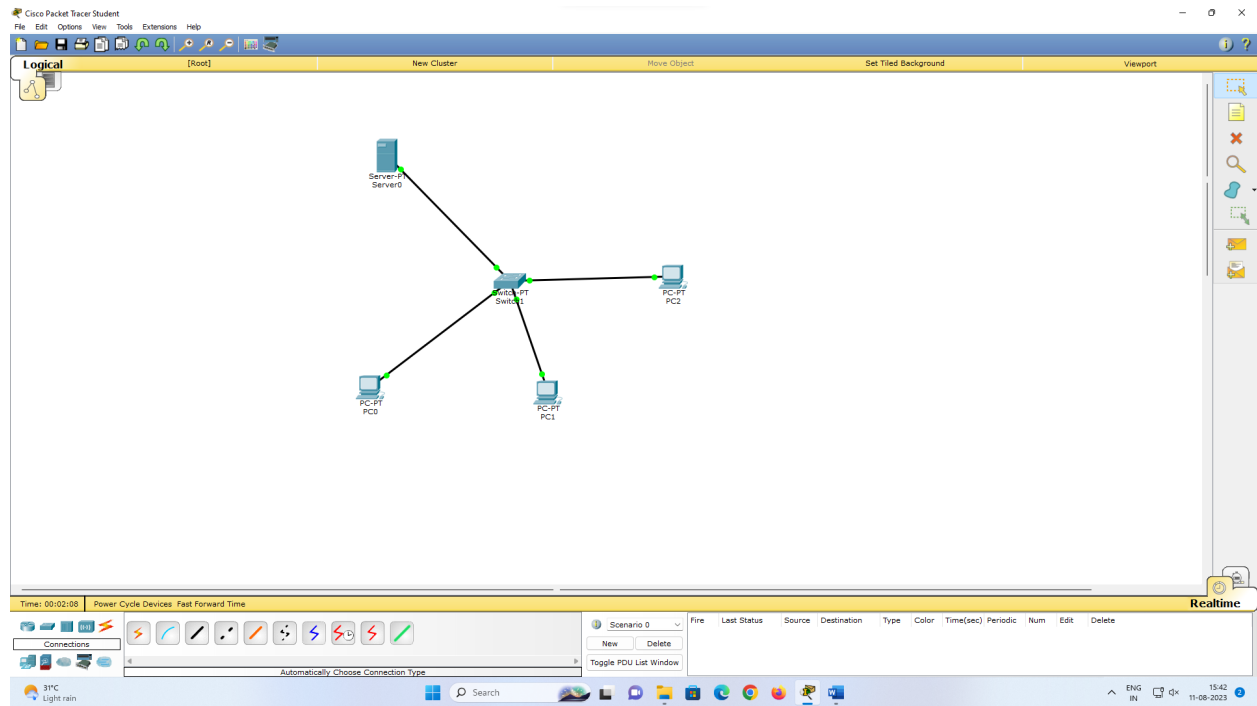 Cisco Packet Tracer Student
File Edit Options View Tools Extensions Help
Logical [Root] New Cluster Move Object Set Tiled Background Viewport
Server-PT
Server0
Switch-PT
Switch1
PC-PT
PC2
PC-PT
PC0
PC-PT
PC1
Time: 00:02:08 Power Cycle Devices Fast Forward Time Realtime
Scenario 0 Fire Last Status Source Destination Type Color Time(sec) Periodic Num Edit Delete
Connections New Delete
Toggle PDU List Window
Automatically Choose Connection Type
31°C
Light rain
Search
ENG
IN
15:42
11-08-2023
2